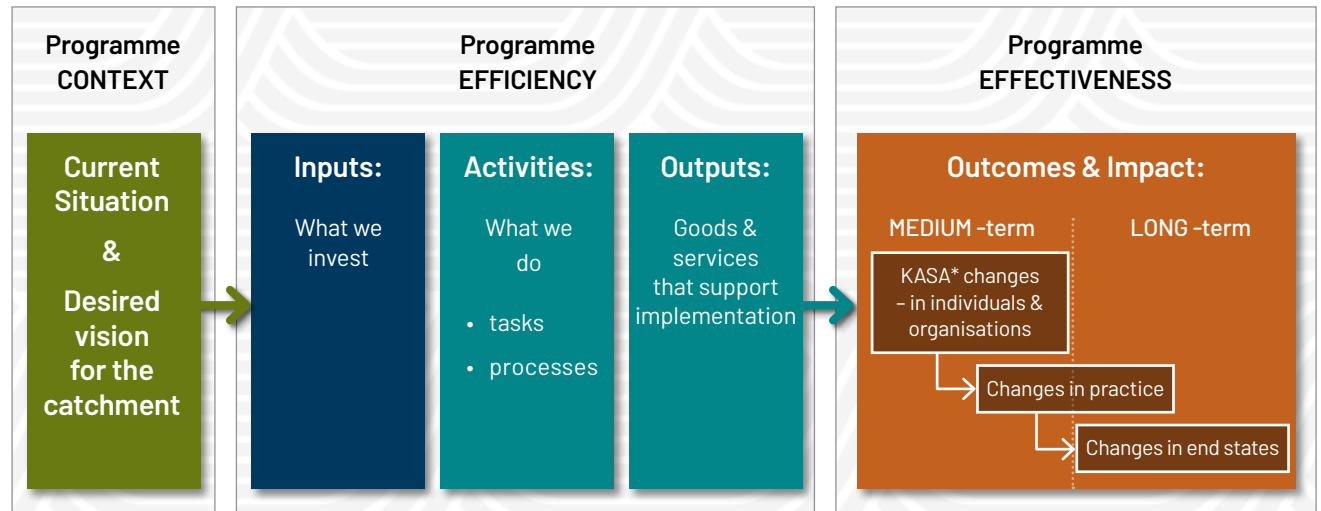 Programme
CONTEXT
Current
Situation
&
Desired
vision
for the
catchment
Programme
EFFICIENCY
Inputs:
What we
invest
Activities:
What we
do
• tasks
• processes
Outputs:
Goods &
services
that support
implementation
Programme
EFFECTIVENESS
Outcomes & Impact:
MEDIUM -term
LONG -term
KASA* changes
– in individuals &
organisations
Changes in practice
Changes in end states